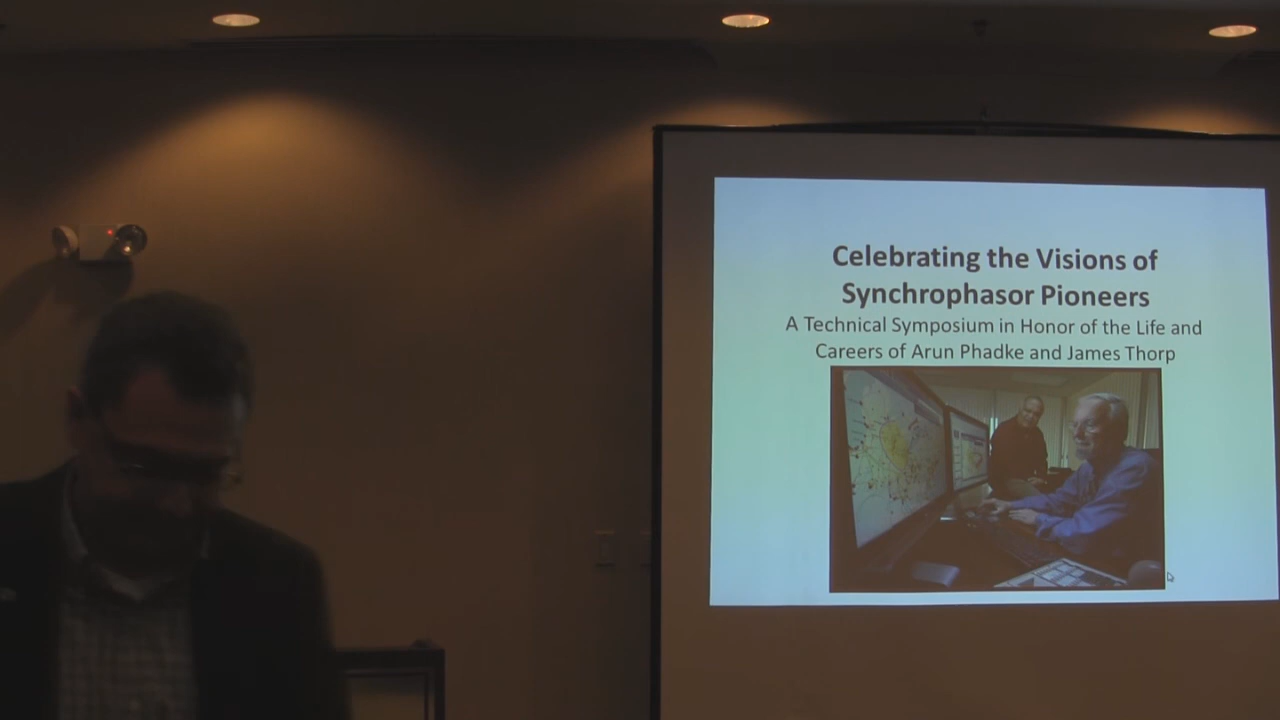 Celebrating the Visions of
Synchrophasor Pioneers
A Technical Symposium in Honor of the Life and
Careers of Arun Phadke and James Thorp